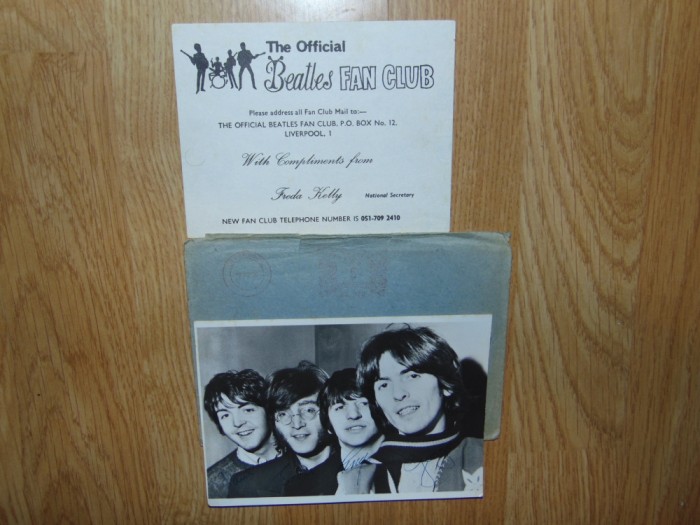 The Official
Beatles FAN CLUB
Please address all Fan Club Mail to:—
THE OFFICIAL BEATLES FAN CLUB. P.O. BOX No. 12,
LIVERPOOL, 1
With Compliments from
Freda Kelly National Secretary
NEW FAN CLUB TELEPHONE NUMBER IS 051-709 2410